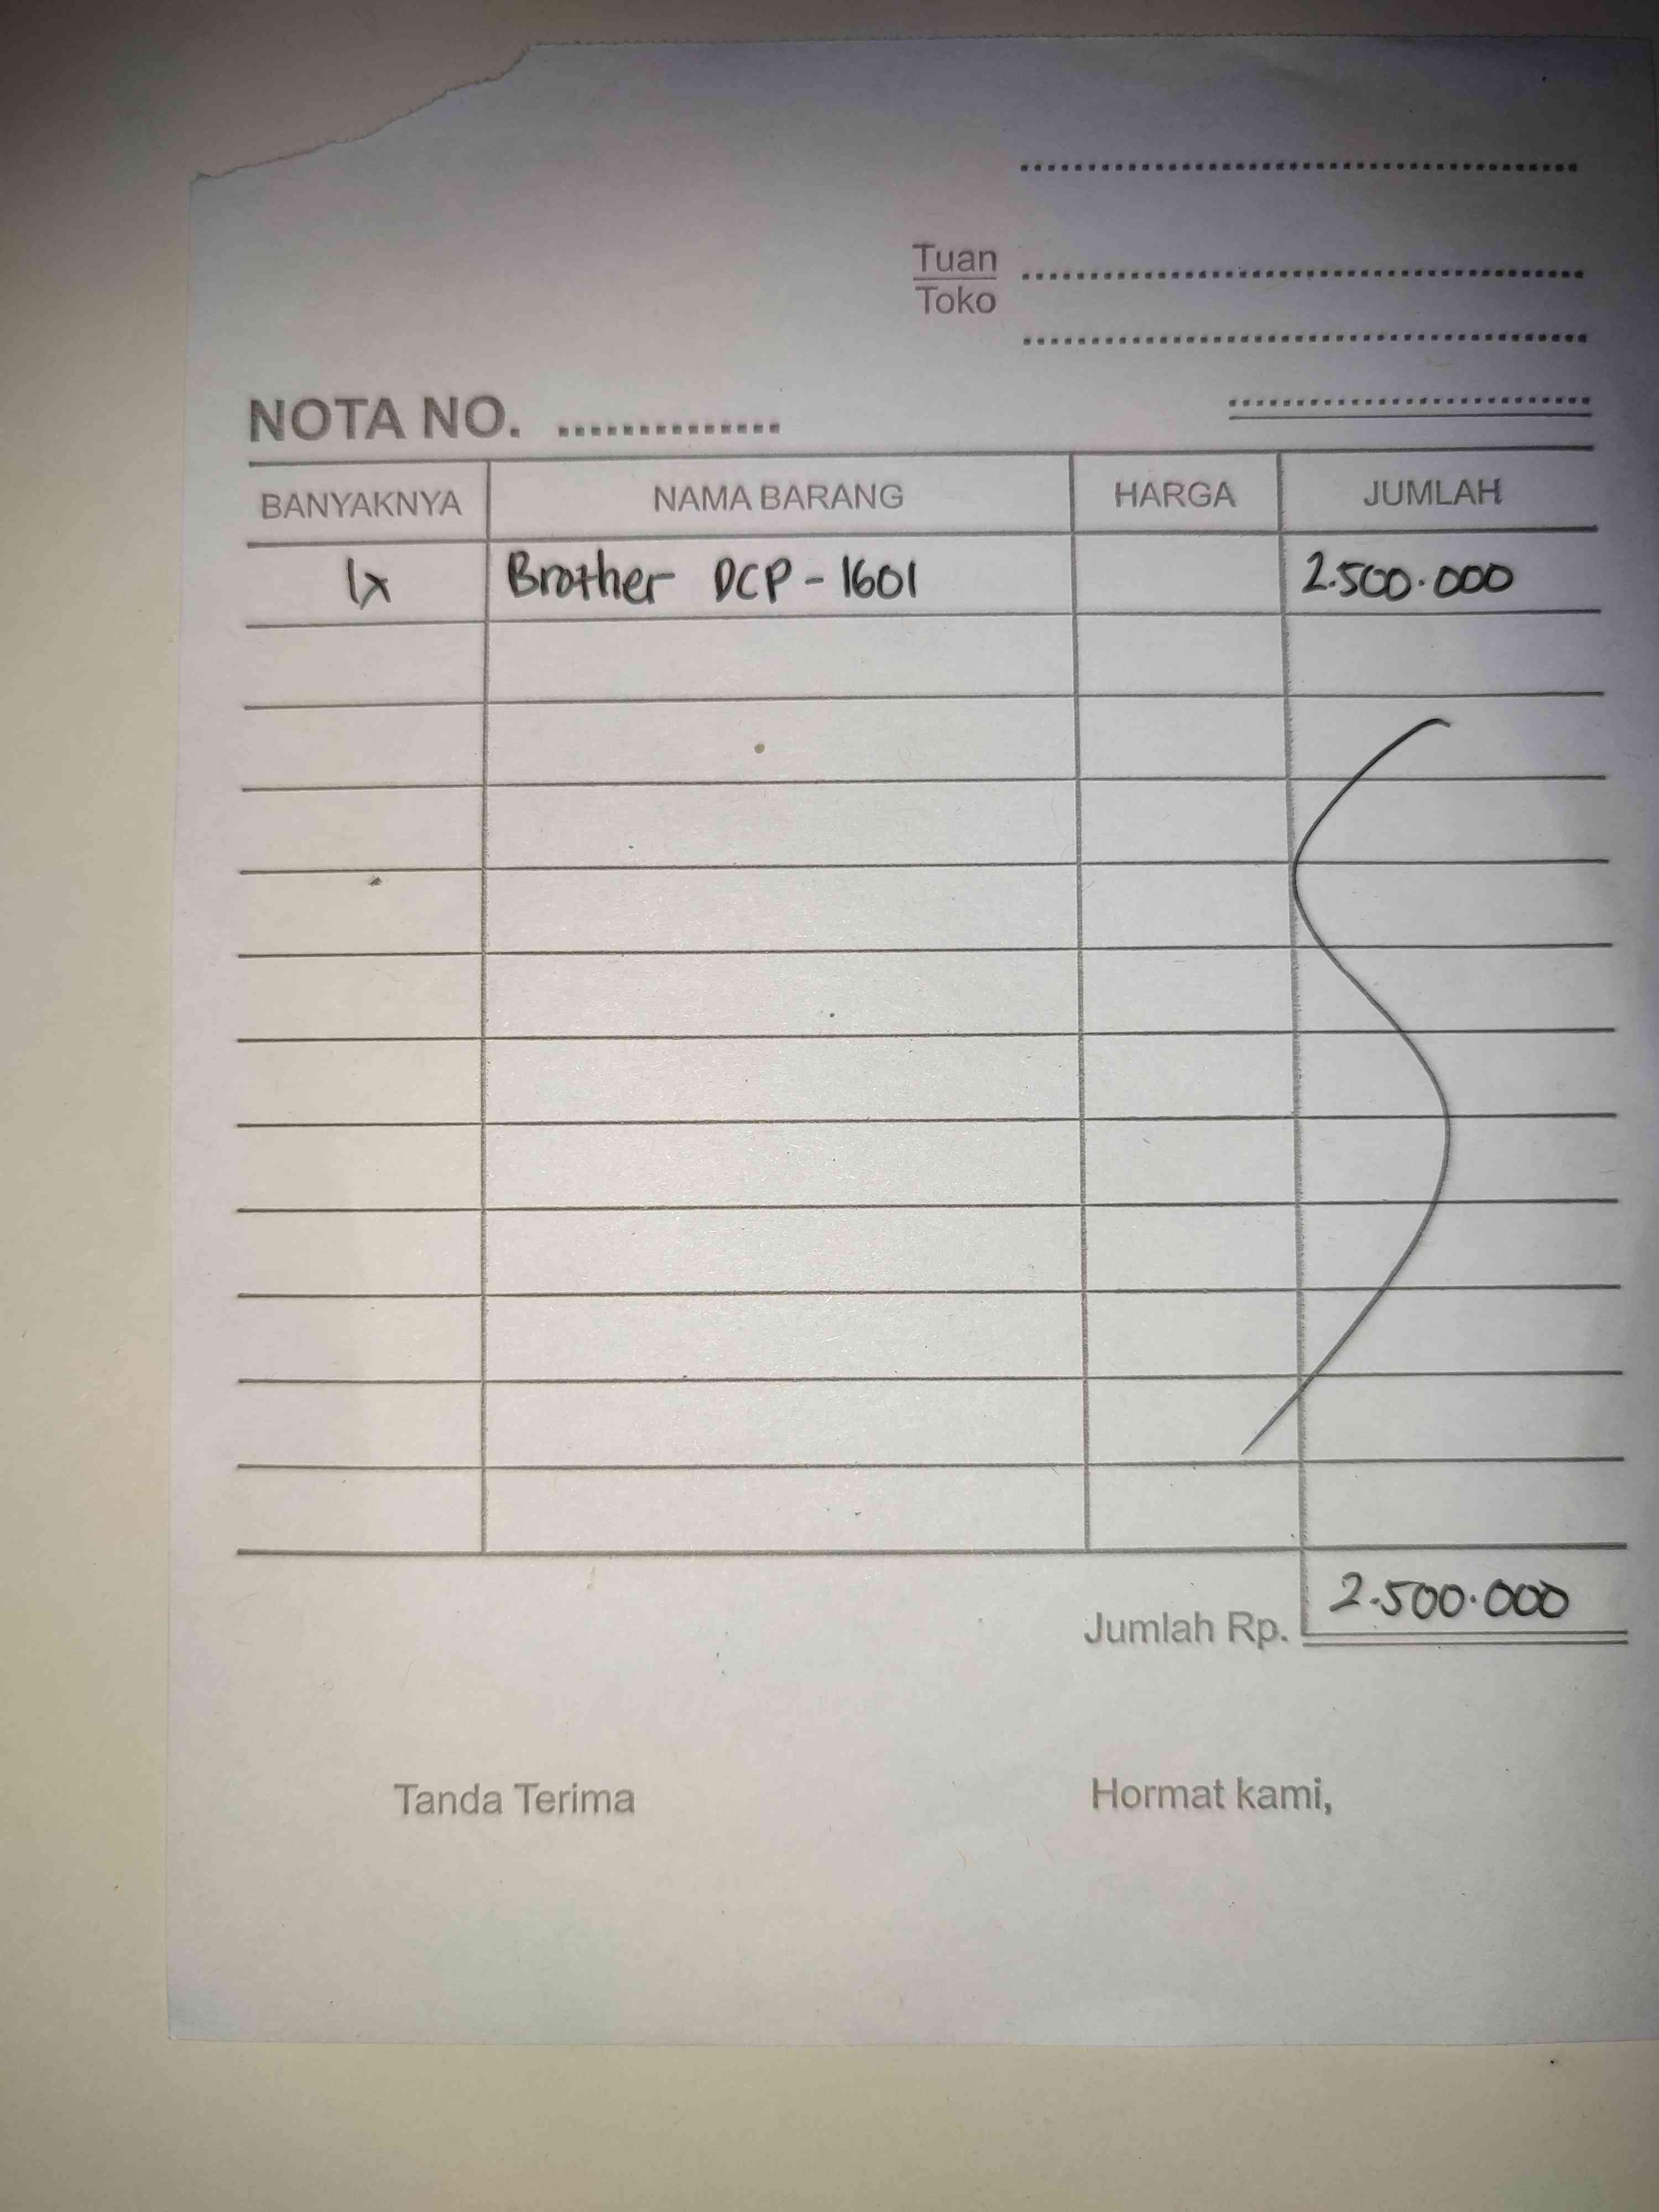 Tuan
Toko
NOTA NO. ..............
BANYAKNYA NAMA BARANG HARGA JUMLAH
1x Brother DCP - 1601 2.500.000
Jumlah Rp. 2.500.000
Tanda Terima Hormat kami,